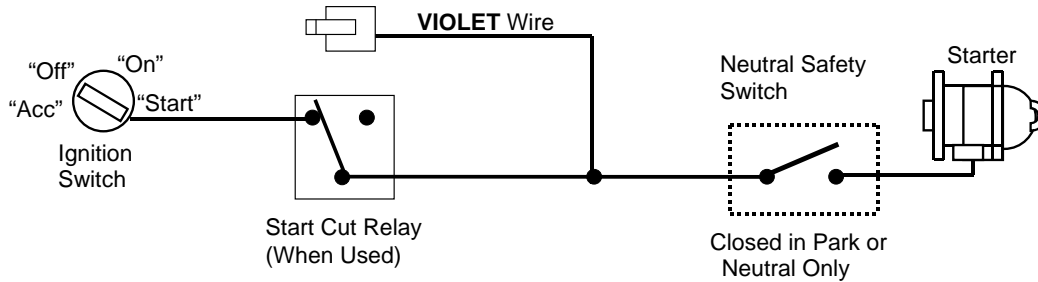 VIOLET Wire
“Off”
“On”
“Acc”
“Start”
Ignition
Switch
Start Cut Relay
(When Used)
Neutral Safety
Switch
Starter
Closed in Park or
Neutral Only